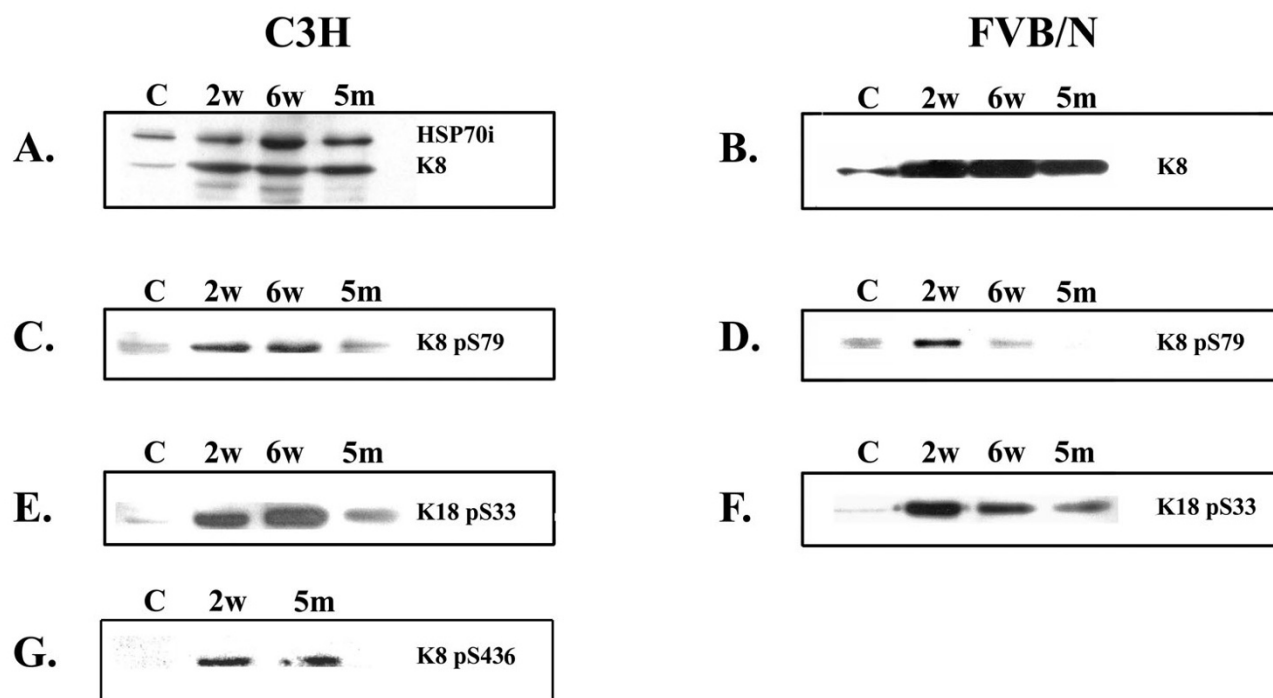 C3H
FVB/N
A.
C 2w 6w 5m
HSP70i
K8
B.
C 2w 6w 5m
K8
C.
C 2w 6w 5m
K8 pS79
D.
C 2w 6w 5m
K8 pS79
E.
C 2w 6w 5m
K18 pS33
F.
C 2w 6w 5m
K18 pS33
G.
C 2w 5m
K8 pS436